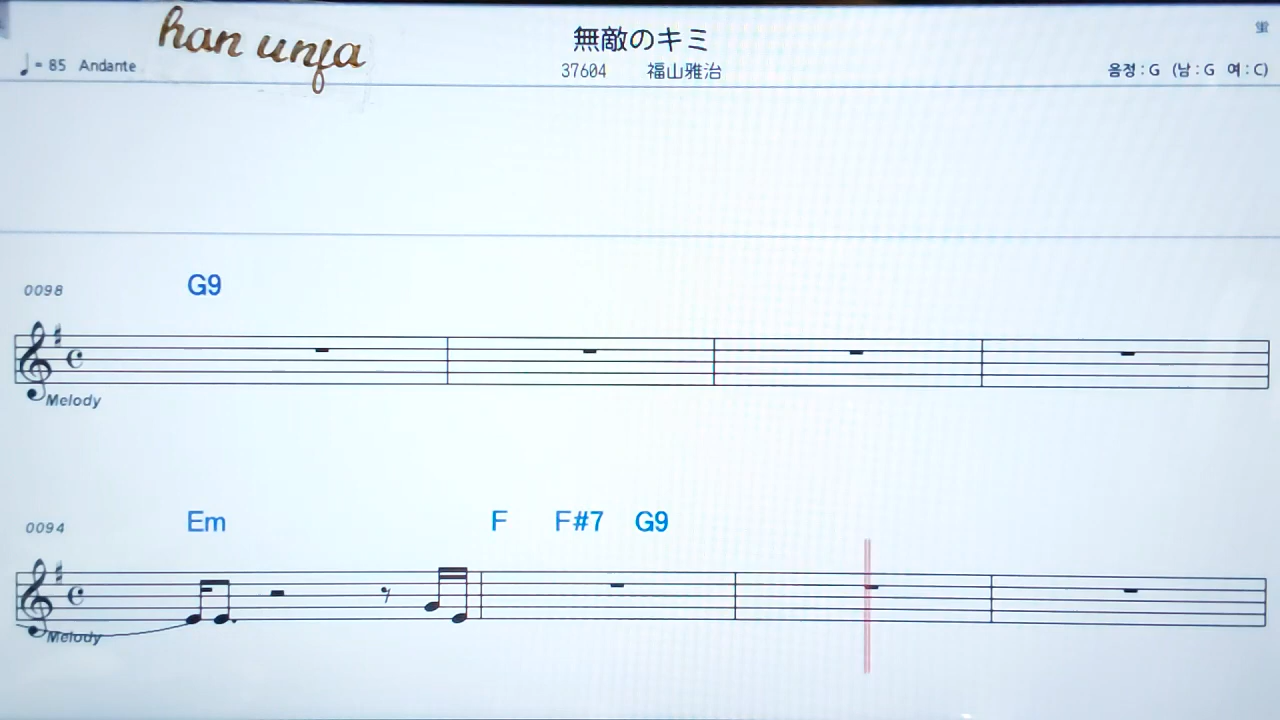 han unfa
無敵のキミ
♩= 85 Andante
37604 福山雅治
음정 : G (남 : G 여 : C)
0098 G9
Melody
0094 Em F F#7 G9
Melody